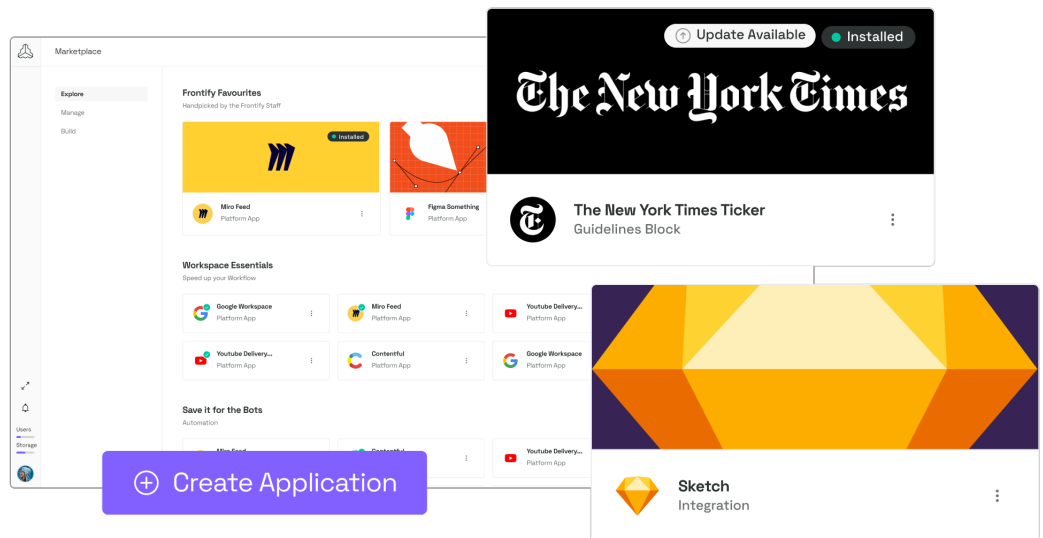 Marketplace
Explore
Manage
Build
Frontify Favourites
Handpicked by the Frontify Staff
Installed
Miro Feed
Platform App
Figma Something
Platform App
Workspace Essentials
Speed up your Workflow
Google Workspace
Platform App
Miro Feed
Platform App
Youtube Delivery...
Platform App
Youtube Delivery...
Platform App
Contentful
Platform App
Google Workspace
Platform App
Save it for the Bots
Automation
Miro Feed
Contentful
Youtube Delivery...
Platform App
Users
Storage
Create Application
Update Available
Installed
The New York Times
The New York Times Ticker
Guidelines Block
Sketch
Integration